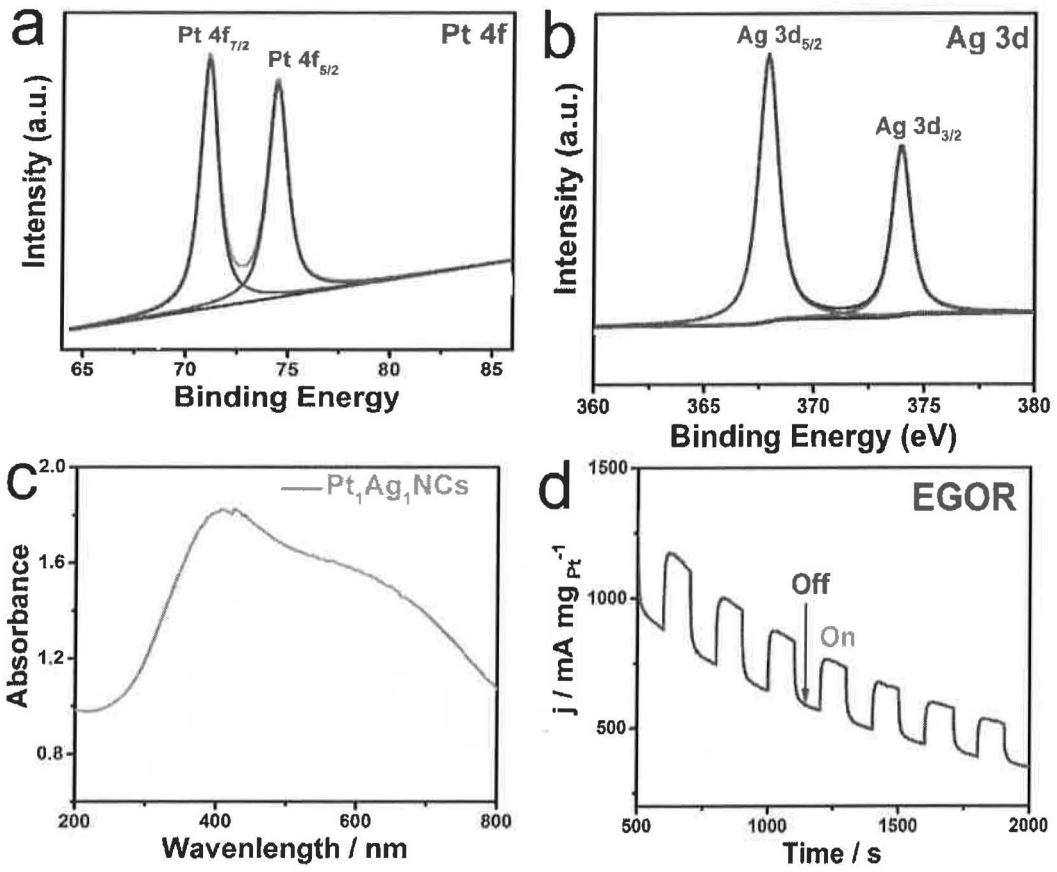 a
Pt 4f
Pt 4f7/2
Pt 4f5/2
Intensity (a.u.)
65 70 75 80 85
Binding Energy
b
Ag 3d
Ag 3d5/2
Ag 3d3/2
Intensity (a.u.)
360 365 370 375 380
Binding Energy (eV)
c
Pt1Ag1NCs
2.0
1.6
1.2
0.8
Absorbance
200 400 600 800
Wavenlength / nm
d
EGOR
Off
On
1500
1000
500
j / mA mg Pt-1
500 1000 1500 2000
Time / s